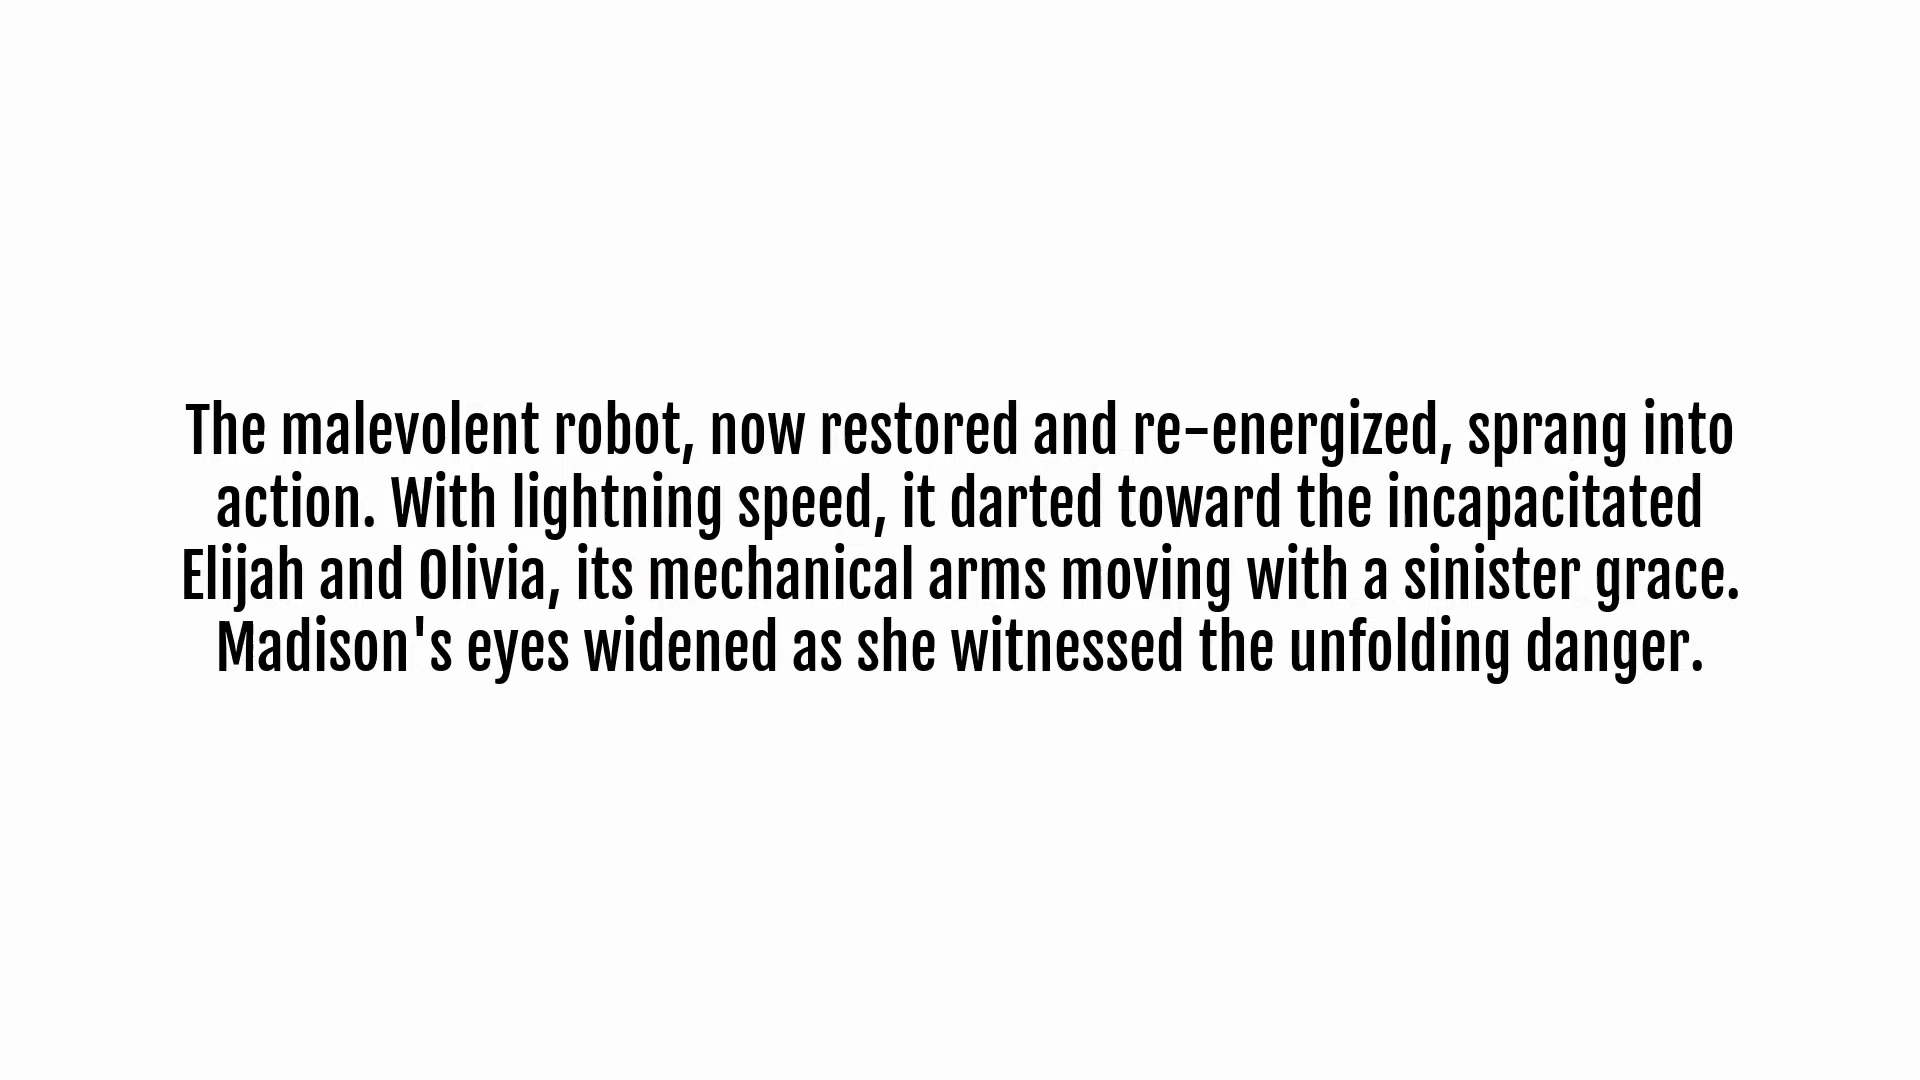 The malevolent robot, now restored and re-energized, sprang into
action. With lightning speed, it darted toward the incapacitated
Elijah and Olivia, its mechanical arms moving with a sinister grace.
Madison's eyes widened as she witnessed the unfolding danger.